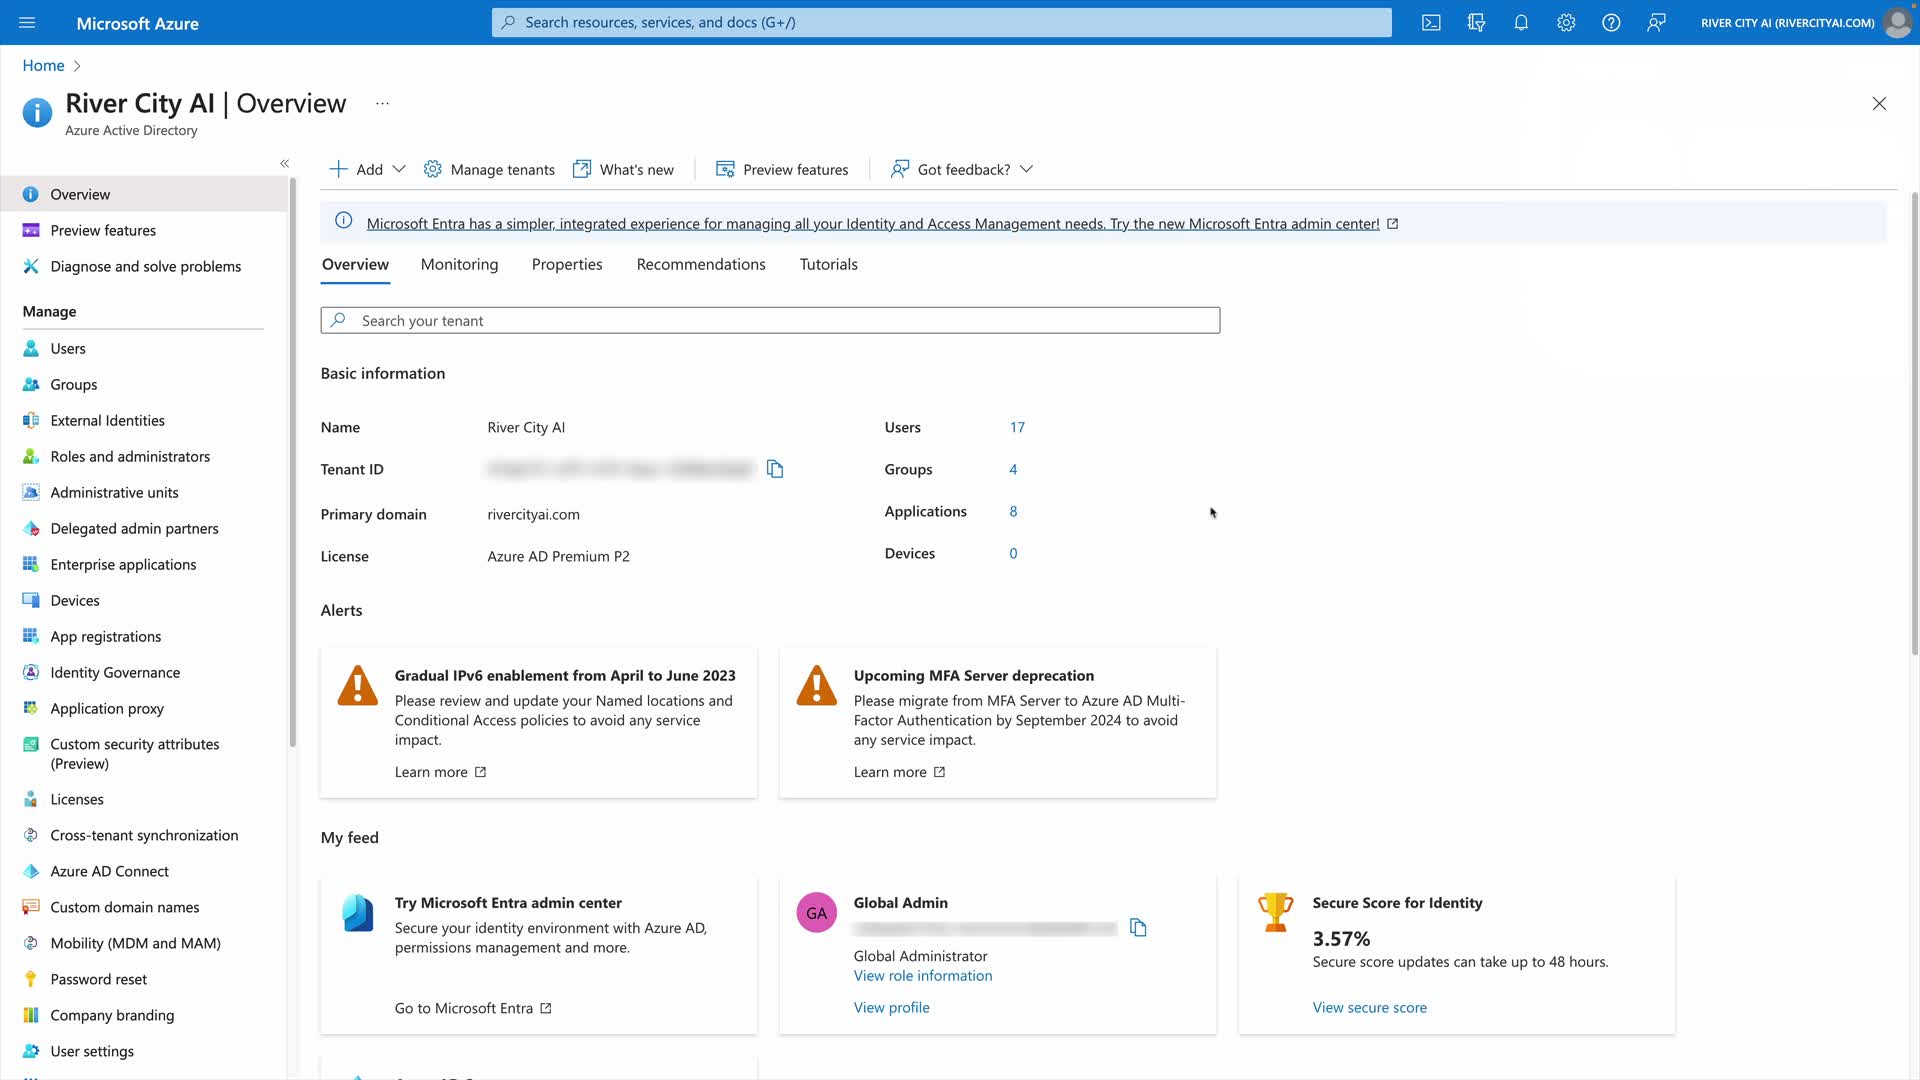 Microsoft Azure
Search resources, services, and docs (G+/)
RIVER CITY AI (RIVERCITYAI.COM)
Home
River City AI | Overview
...
Azure Active Directory
Add
Manage tenants
What's new
Preview features
Got feedback?
Overview
Preview features
Diagnose and solve problems
Manage
Users
Groups
External Identities
Roles and administrators
Administrative units
Delegated admin partners
Enterprise applications
Devices
App registrations
Identity Governance
Application proxy
Custom security attributes
(Preview)
Licenses
Cross-tenant synchronization
Azure AD Connect
Custom domain names
Mobility (MDM and MAM)
Password reset
Company branding
User settings
Microsoft Entra has a simpler, integrated experience for managing all your Identity and Access Management needs. Try the new Microsoft Entra admin center!
Overview
Monitoring
Properties
Recommendations
Tutorials
Search your tenant
Basic information
Name
River City AI
Users
17
Tenant ID
Groups
4
Primary domain
rivercityai.com
Applications
8
License
Azure AD Premium P2
Devices
0
Alerts
Gradual IPv6 enablement from April to June 2023
Please review and update your Named locations and
Conditional Access policies to avoid any service
impact.
Learn more
Upcoming MFA Server deprecation
Please migrate from MFA Server to Azure AD Multi-
Factor Authentication by September 2024 to avoid
any service impact.
Learn more
My feed
Try Microsoft Entra admin center
Secure your identity environment with Azure AD,
permissions management and more.
Go to Microsoft Entra
GA
Global Admin
Global Administrator
View role information
View profile
Secure Score for Identity
3.57%
Secure score updates can take up to 48 hours.
View secure score